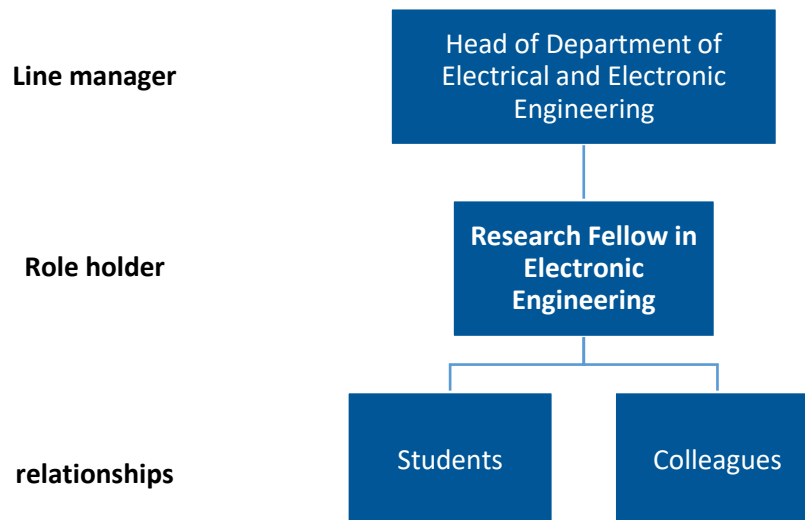 Line manager
Head of Department of
Electrical and Electronic
Engineering
Role holder
Research Fellow in
Electronic
Engineering
relationships
Students
Colleagues